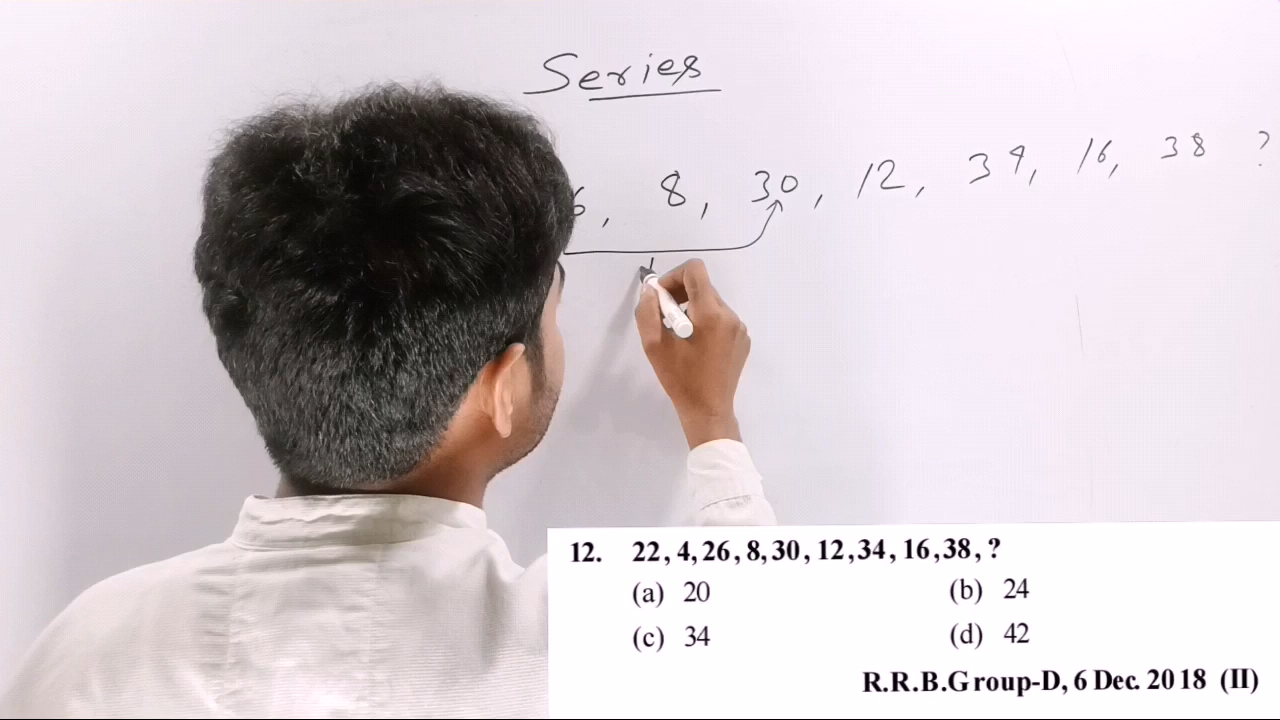 Series
6, 8, 30, 12, 34, 16, 38 ?
12. 22, 4, 26, 8, 30, 12, 34, 16, 38, ?
(a) 20 (b) 24
(c) 34 (d) 42
R.R.B.Group-D, 6 Dec. 2018 (II)